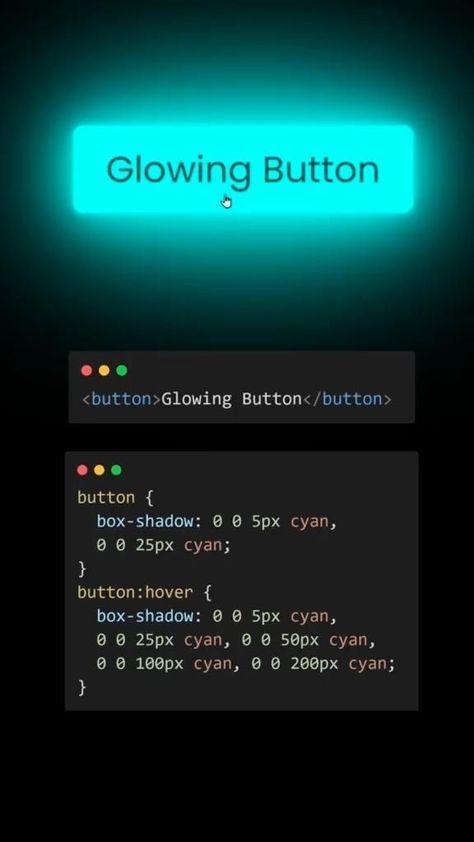 Glowing Button
<button>Glowing Button</button>
button {
  box-shadow: 0 0 5px cyan,
  0 0 25px cyan;
}
button:hover {
  box-shadow: 0 0 5px cyan,
  0 0 25px cyan, 0 0 50px cyan,
  0 0 100px cyan, 0 0 200px cyan;
}